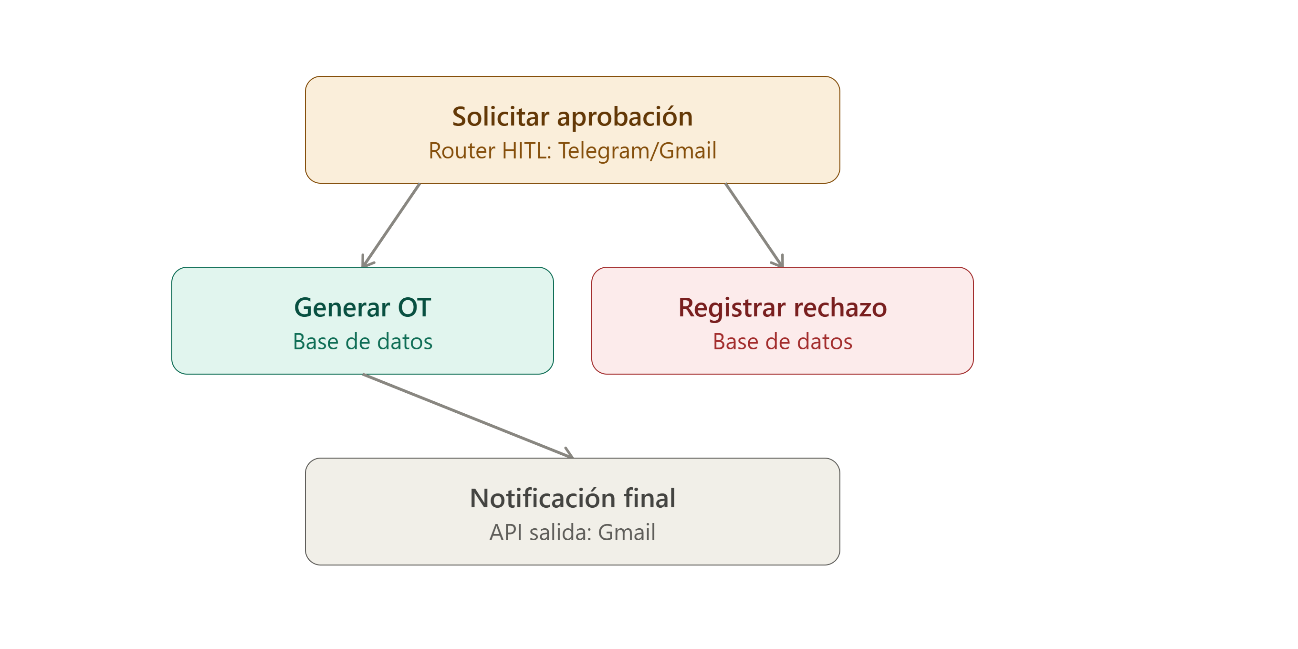 Solicitar aprobación
Router HITL: Telegram/Gmail
Generar OT
Base de datos
Registrar rechazo
Base de datos
Notificación final
API salida: Gmail